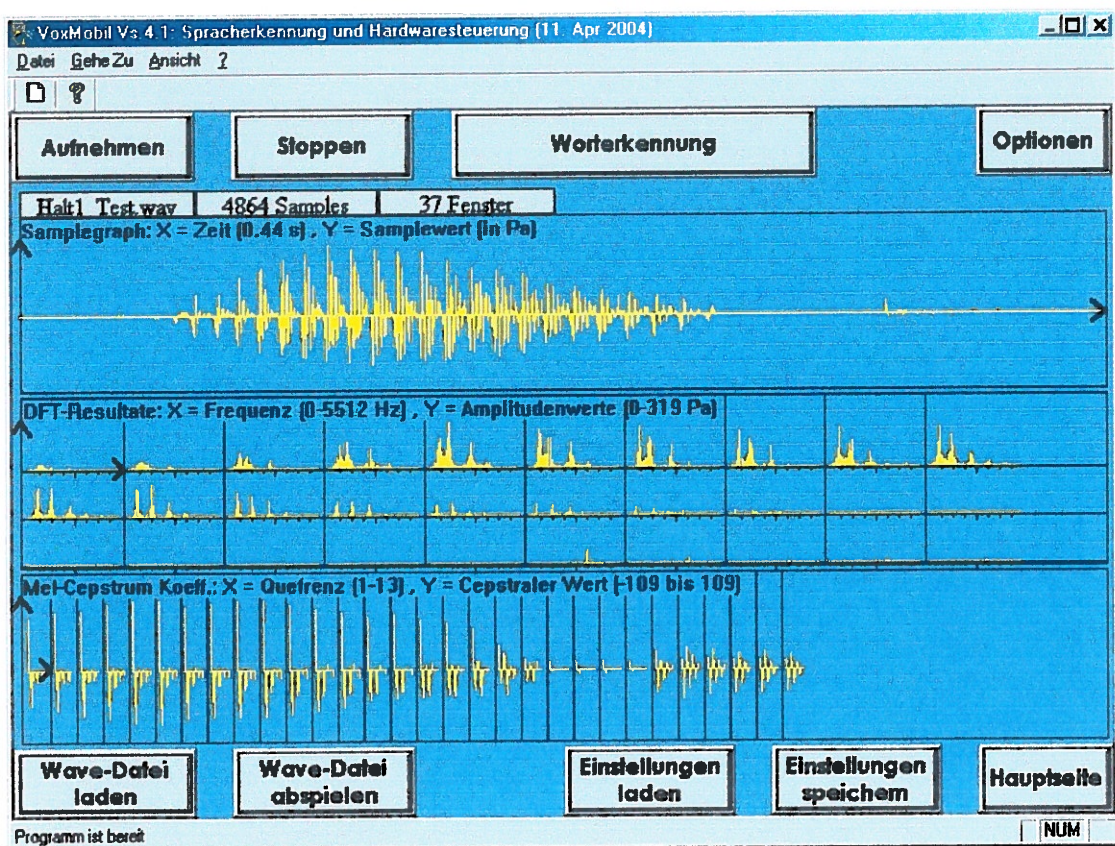 VoxMobil Vs 4.1: Spracherkennung und Hardwaresteuerung (11. Apr 2004)
Datei Gehe Zu Ansicht ?
Aufnehmen Stoppen Worterkennung Optionen
Halt1_Test.wav 4864 Samples 37 Fenster
Samplegraph: X = Zeit (0.44 s) , Y = Samplewert (in Pa)
DFT-Resultate: X = Frequenz (0-5512 Hz) , Y = Amplitudenwerte (0-319 Pa)
Mel-Cepstrum Koeff.: X = Quefrenz (1-13) , Y = Cepstraler Wert (-109 bis 109)
Wave-Datei laden
Wave-Datei abspielen
Einstellungen laden
Einstellungen speichern
Hauptseite
Programm ist bereit NUM